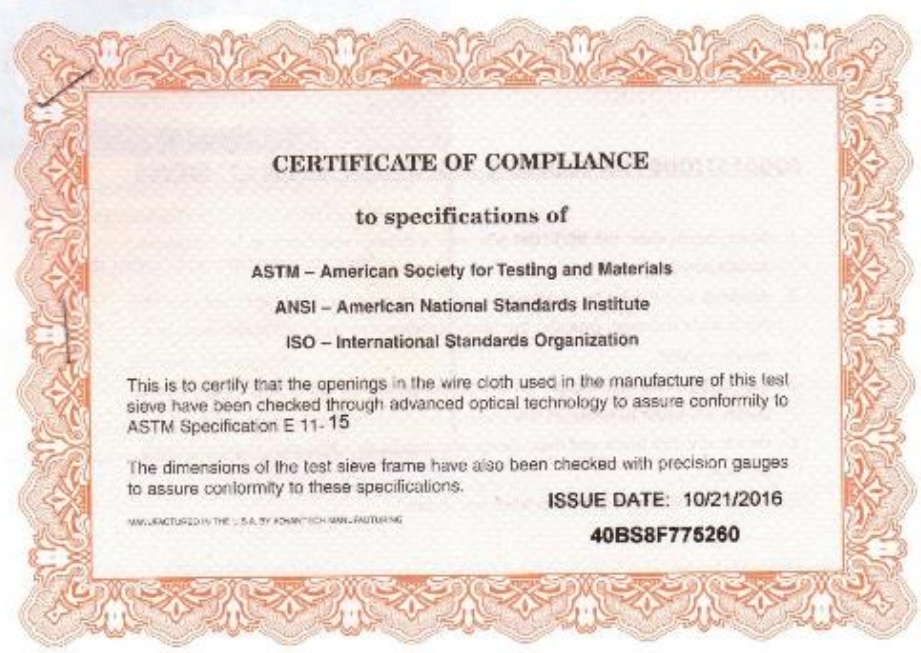 CERTIFICATE OF COMPLIANCE
to specifications of
ASTM – American Society for Testing and Materials
ANSI – American National Standards Institute
ISO – International Standards Organization
This is to certify that the openings in the wire cloth used in the manufacture of this test
sieve have been checked through advanced optical technology to assure conformity to
ASTM Specification E 11- 15
The dimensions of the test sieve frame have also been checked with precision gauges
to assure conformity to these specifications.
ISSUE DATE: 10/21/2016
MANUFACTURED IN THE U.S.A. BY
40BS8F775260